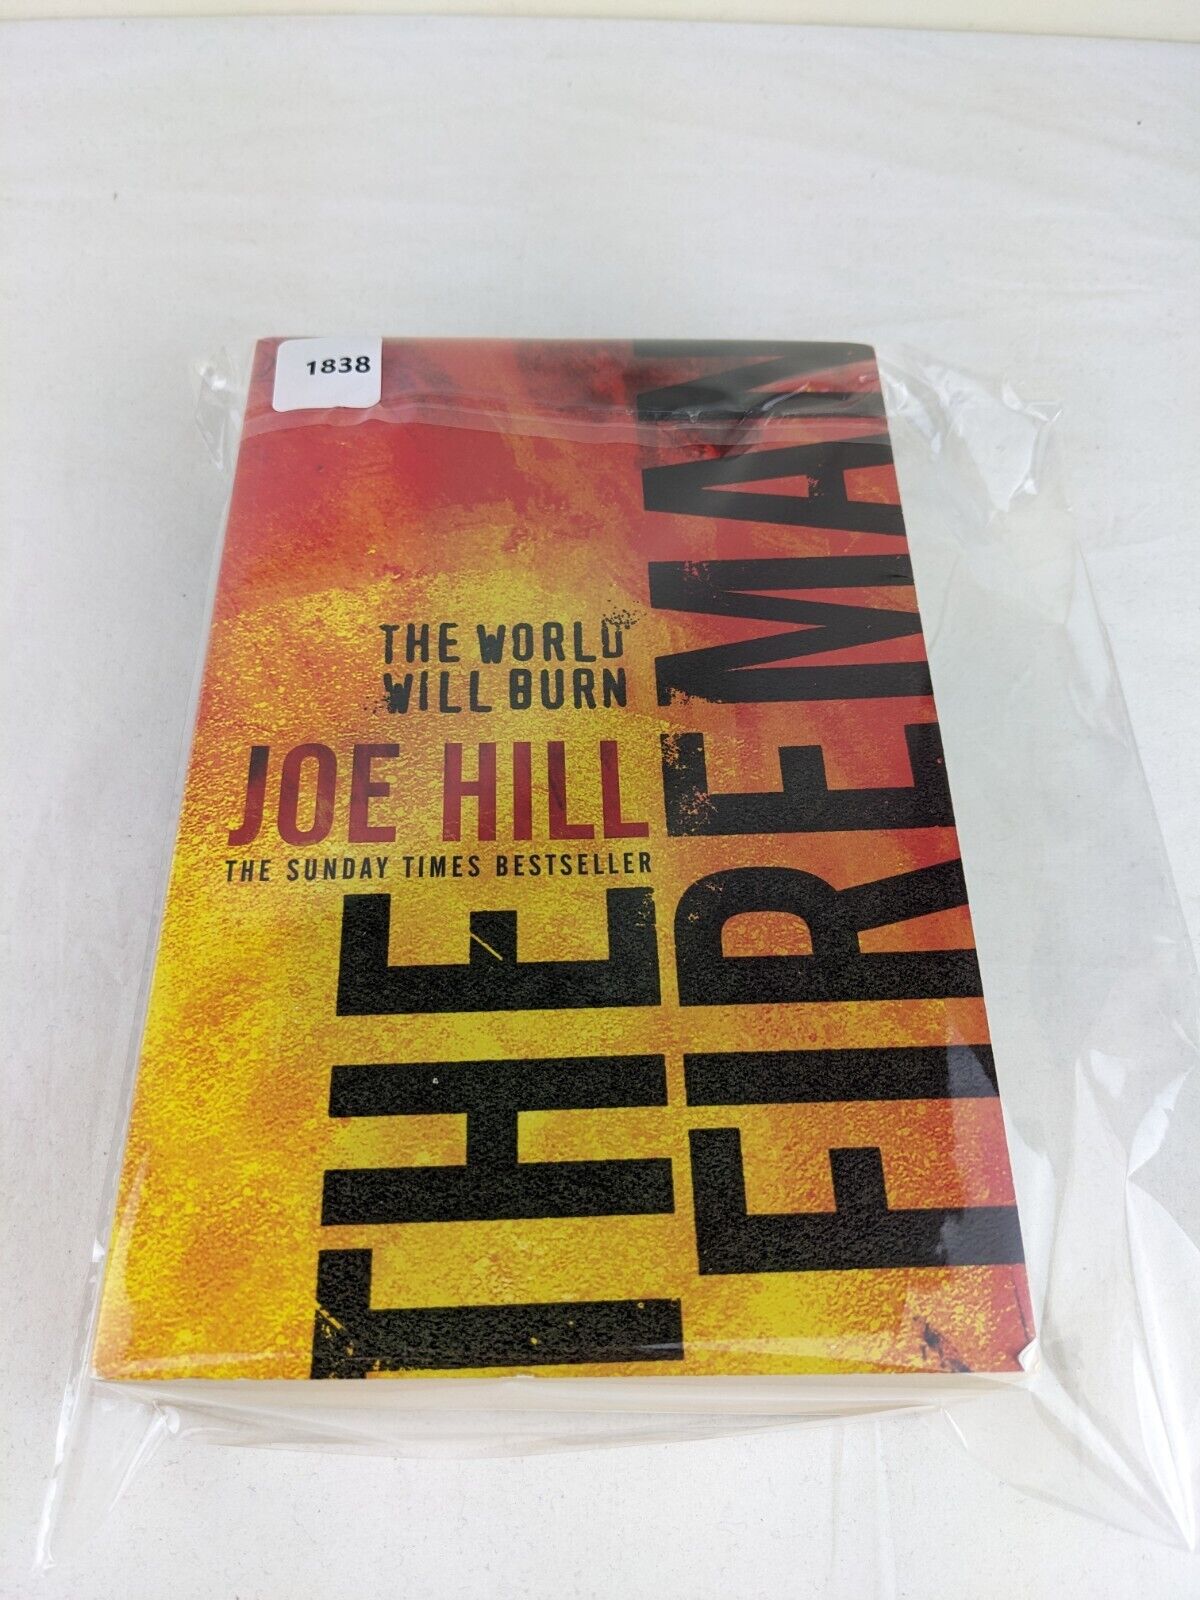 1838
THE WORLD
WILL BURN
JOE HILL
THE SUNDAY TIMES BESTSELLER
THE
FIREMAN